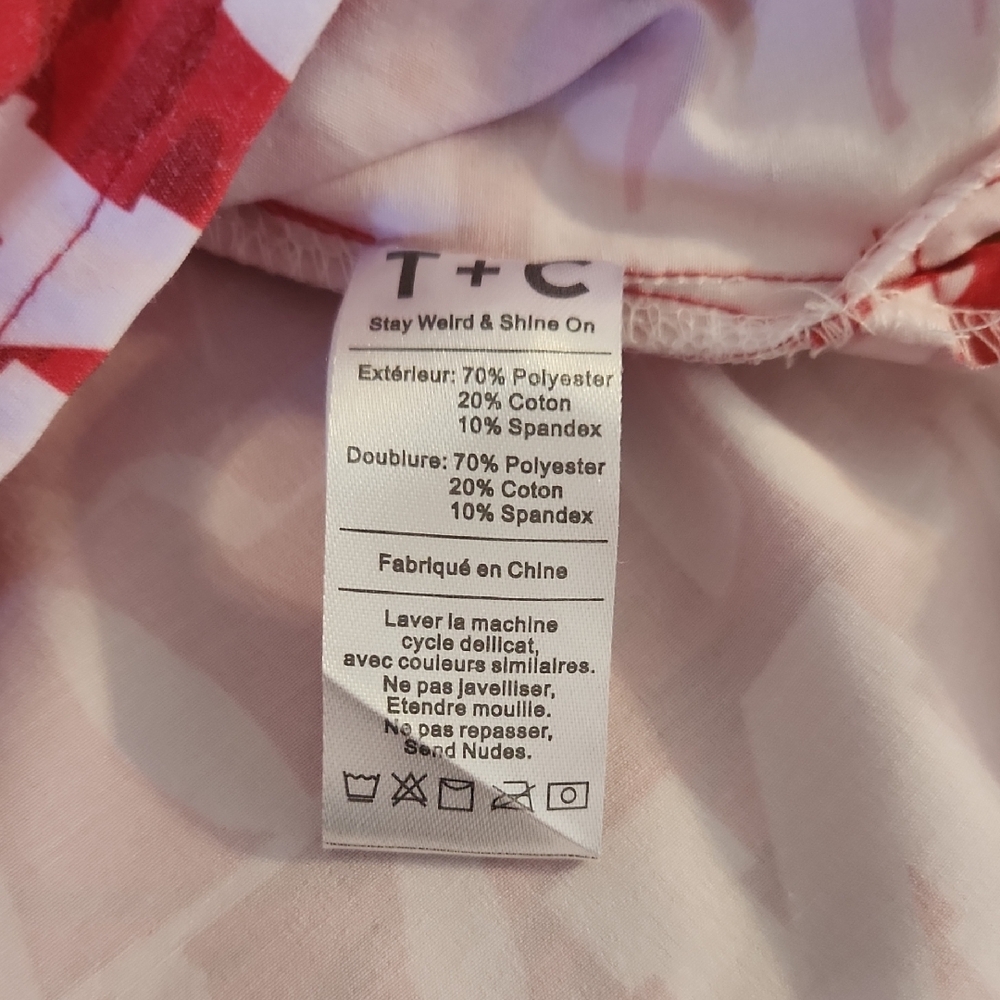 T + C
Stay Weird & Shine On
Extérieur: 70% Polyester
20% Coton
10% Spandex
Doublure: 70% Polyester
20% Coton
10% Spandex
Fabriqué en Chine
Laver la machine
cycle dellicat,
avec couleurs similaires.
Ne pas javelliser,
Etendre mouille.
Ne pas repasser,
Send Nudes.